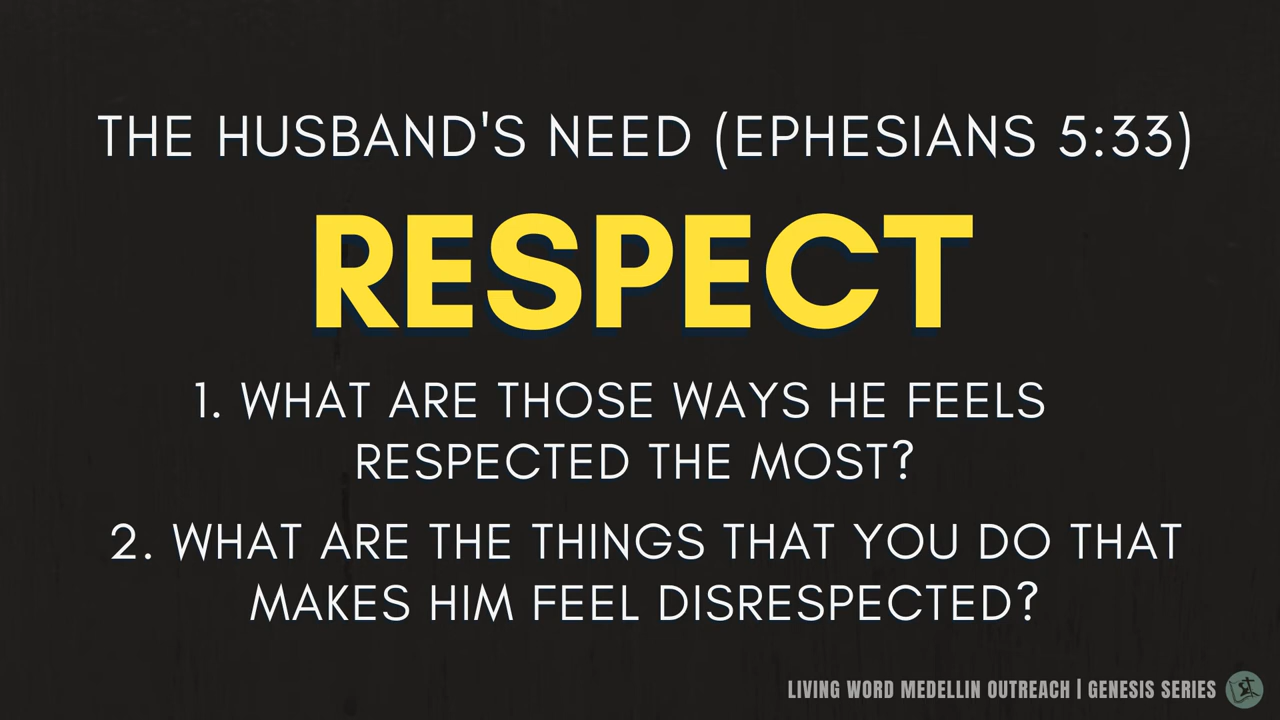 THE HUSBAND'S NEED (EPHESIANS 5:33)
RESPECT
1. WHAT ARE THOSE WAYS HE FEELS
RESPECTED THE MOST?
2. WHAT ARE THE THINGS THAT YOU DO THAT
MAKES HIM FEEL DISRESPECTED?
LIVING WORD MEDELLIN OUTREACH | GENESIS SERIES